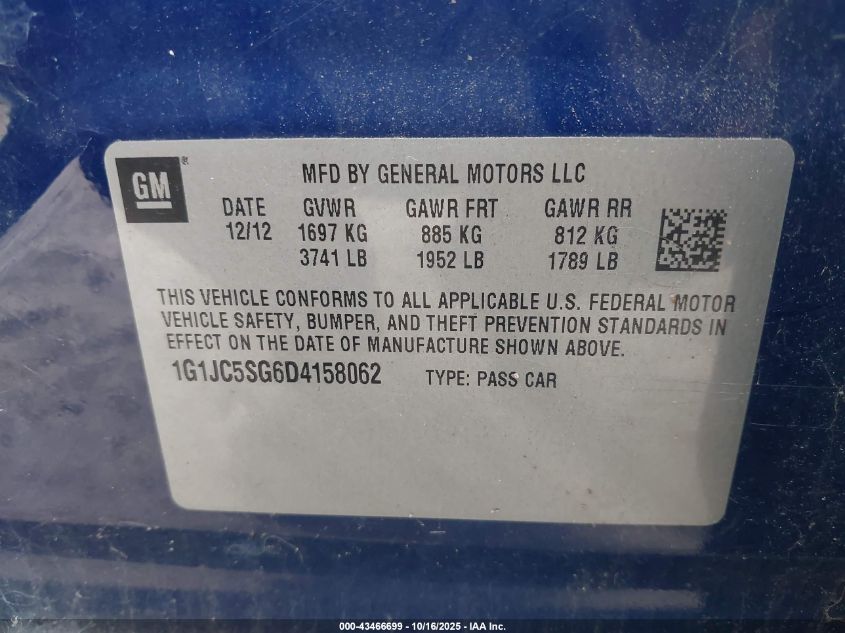 GM ®
MFD BY GENERAL MOTORS LLC
DATE GVWR GAWR FRT GAWR RR
12/12 1697 KG 885 KG 812 KG
3741 LB 1952 LB 1789 LB
THIS VEHICLE CONFORMS TO ALL APPLICABLE U.S. FEDERAL MOTOR
VEHICLE SAFETY, BUMPER, AND THEFT PREVENTION STANDARDS IN
EFFECT ON THE DATE OF MANUFACTURE SHOWN ABOVE.
1G1JC5SG6D4158062 TYPE: PASS CAR
000-43466699 - 10/16/2025 - IAA Inc.